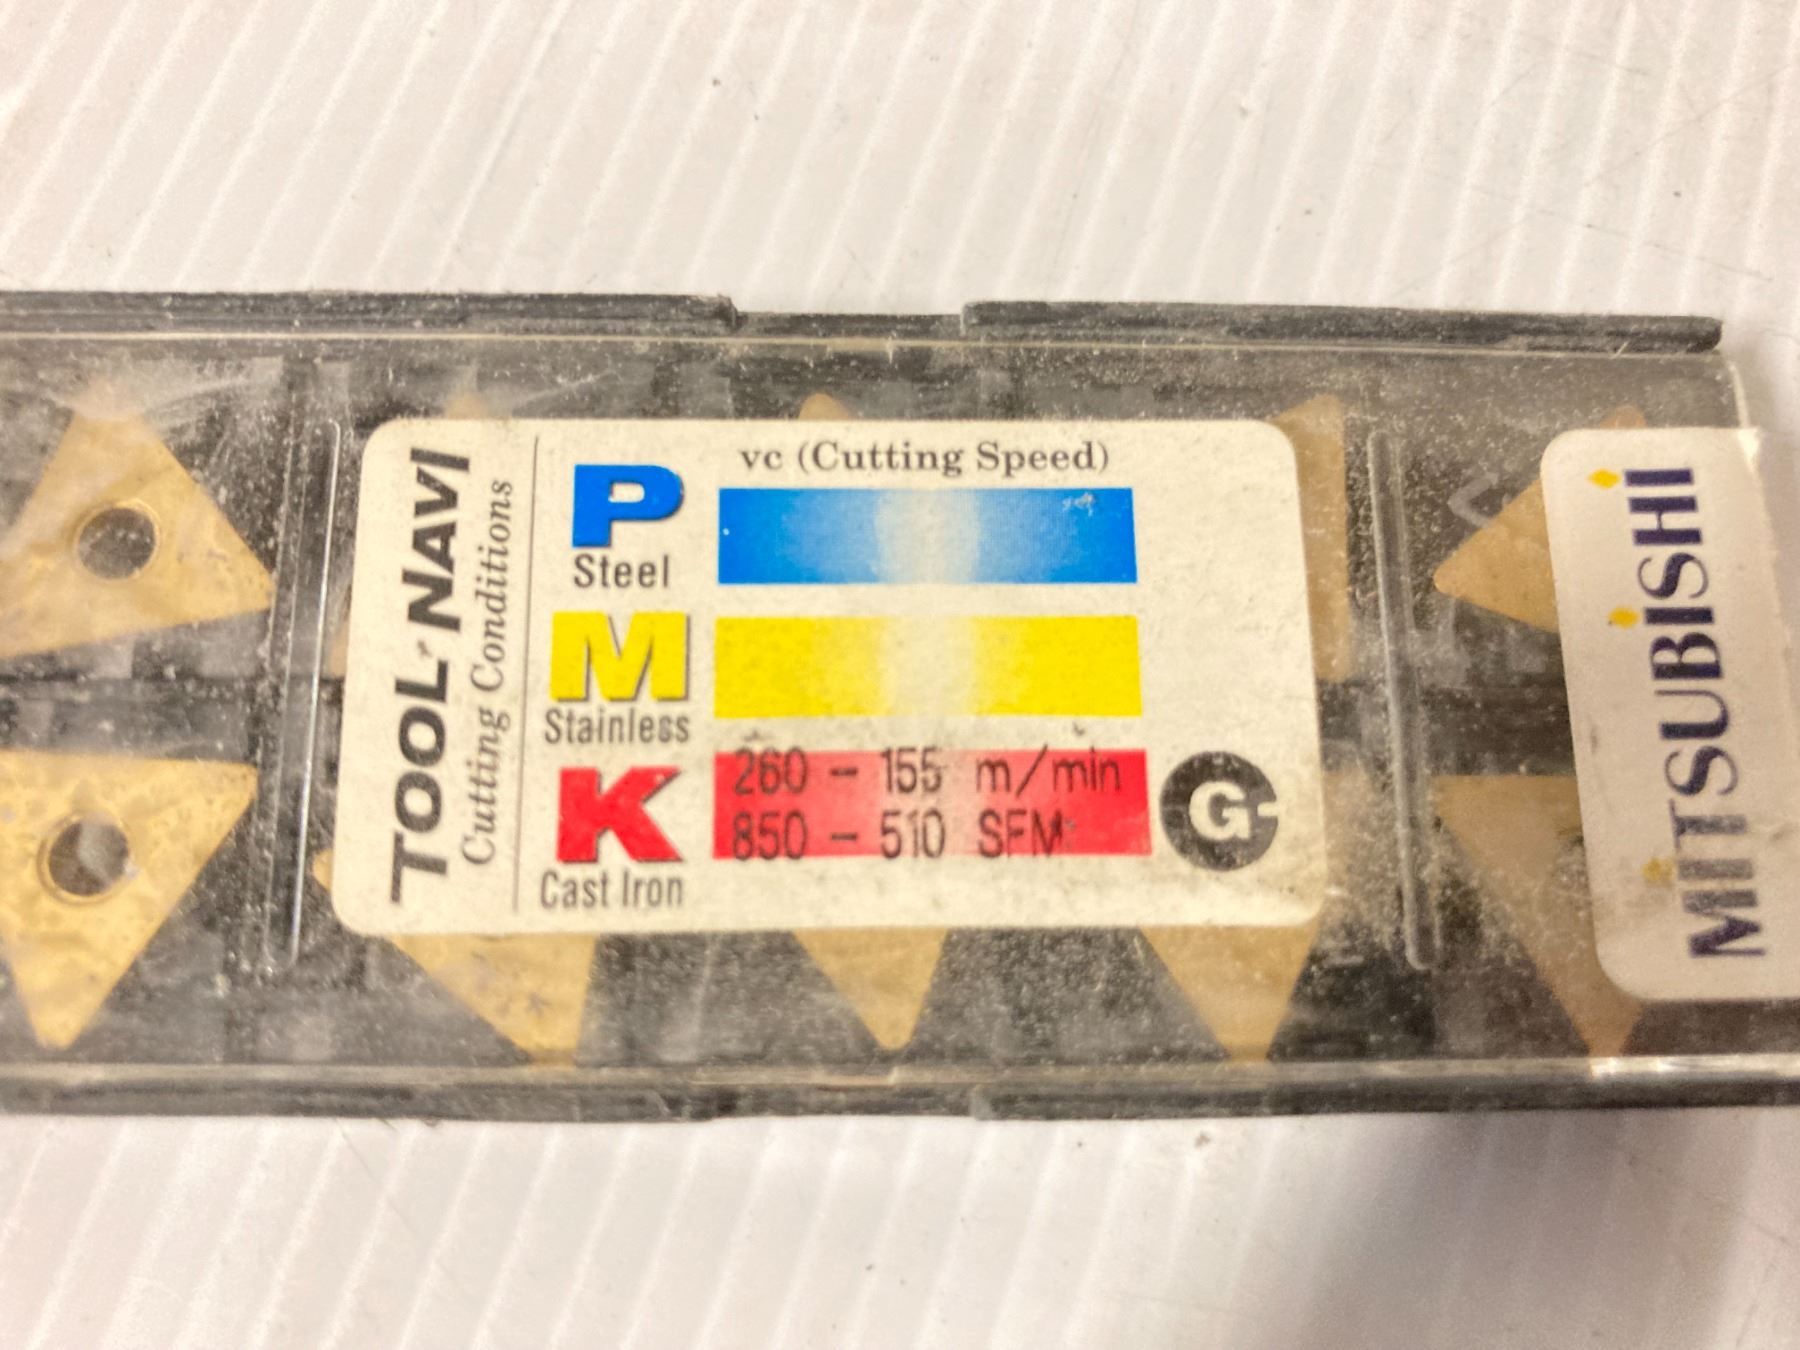 TOOL NAVI
Cutting Conditions
vc (Cutting Speed)
P
Steel
M
Stainless
K
Cast Iron
260 - 155 m/min
850 - 510 SFM
G
MITSUBISHI